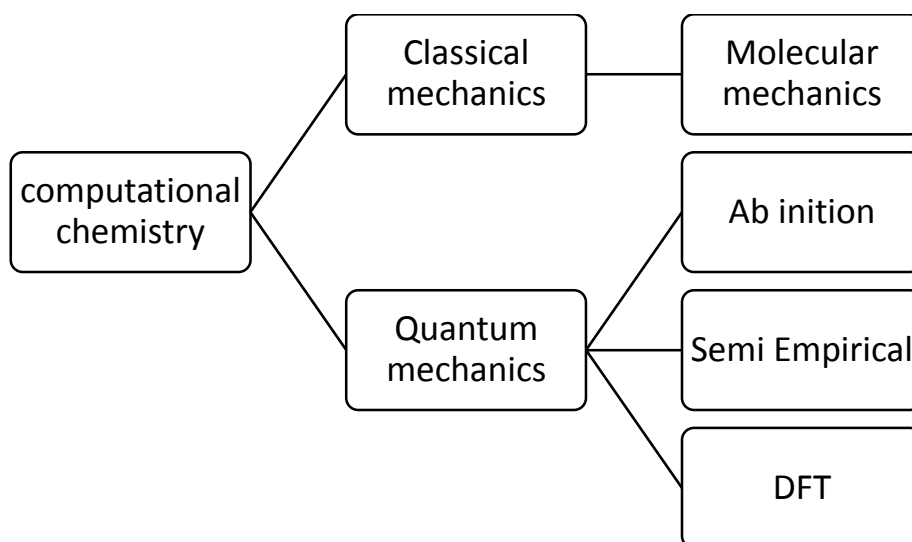 computational
chemistry
Classical
mechanics
Molecular
mechanics
Quantum
mechanics
Ab inition
Semi Empirical
DFT